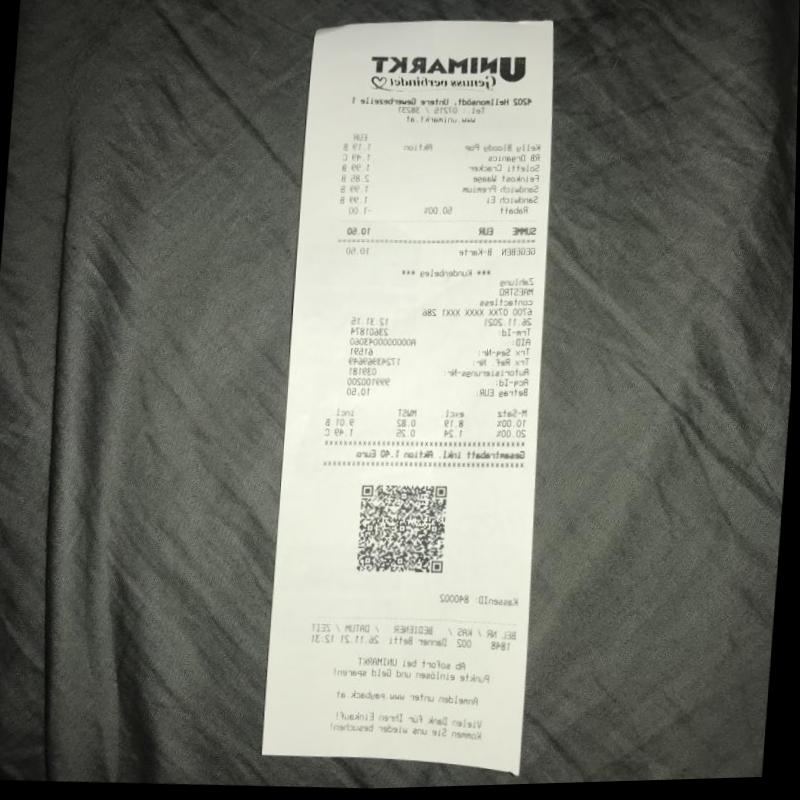 UNIMARKT
Genuss verbindet
4202 Hellmonsödt, Untere Gewerbezeile 1
Tel.: 07215 / 38231
www.unimarkt.at
EUR
Kelly Bloody Pop Aktion 1.19 B
RB Organics 1.49 C
Soletti Cracker 1.99 B
Feinkost Waage 2.85 B
Sandwich Premium 1.99 B
Sandwich Ei 1.99 B
Rabatt 50.00% -1.00
SUMME EUR 10.50
GEGEBEN B-Karte 10.50
*** Kundenbeleg ***
Zahlung
MAESTRO
contactless
6700 07XX XXXX XXX1 286
26.11.2021 12:31:15
Trm-Id: 23601874
AID: A0000000043060
Trx Seq-Nr: 61591
Trx Ref. Nr: 17243969649
Autorisierungs-Nr: 039181
Acq-Id: 9991100200
Betrag EUR: 10.50
M-Satz excl. MWST incl
10.00% 8.19 0.82 9.01 B
20.00% 1.24 0.25 1.49 C
Gesamtrabatt inkl. Aktion 1.40 Euro
KassenID: 840002
BEL NR / KAS / BEDIENER / DATUM / ZEIT
1848 002 Danner Betti 26.11.21 12:31
Ab sofort bei UNIMARKT
Punkte einlösen und Geld sparen!
Anmelden unter www.payback.at
Vielen Dank für Ihren Einkauf!
Kommen Sie uns wieder besuchen!